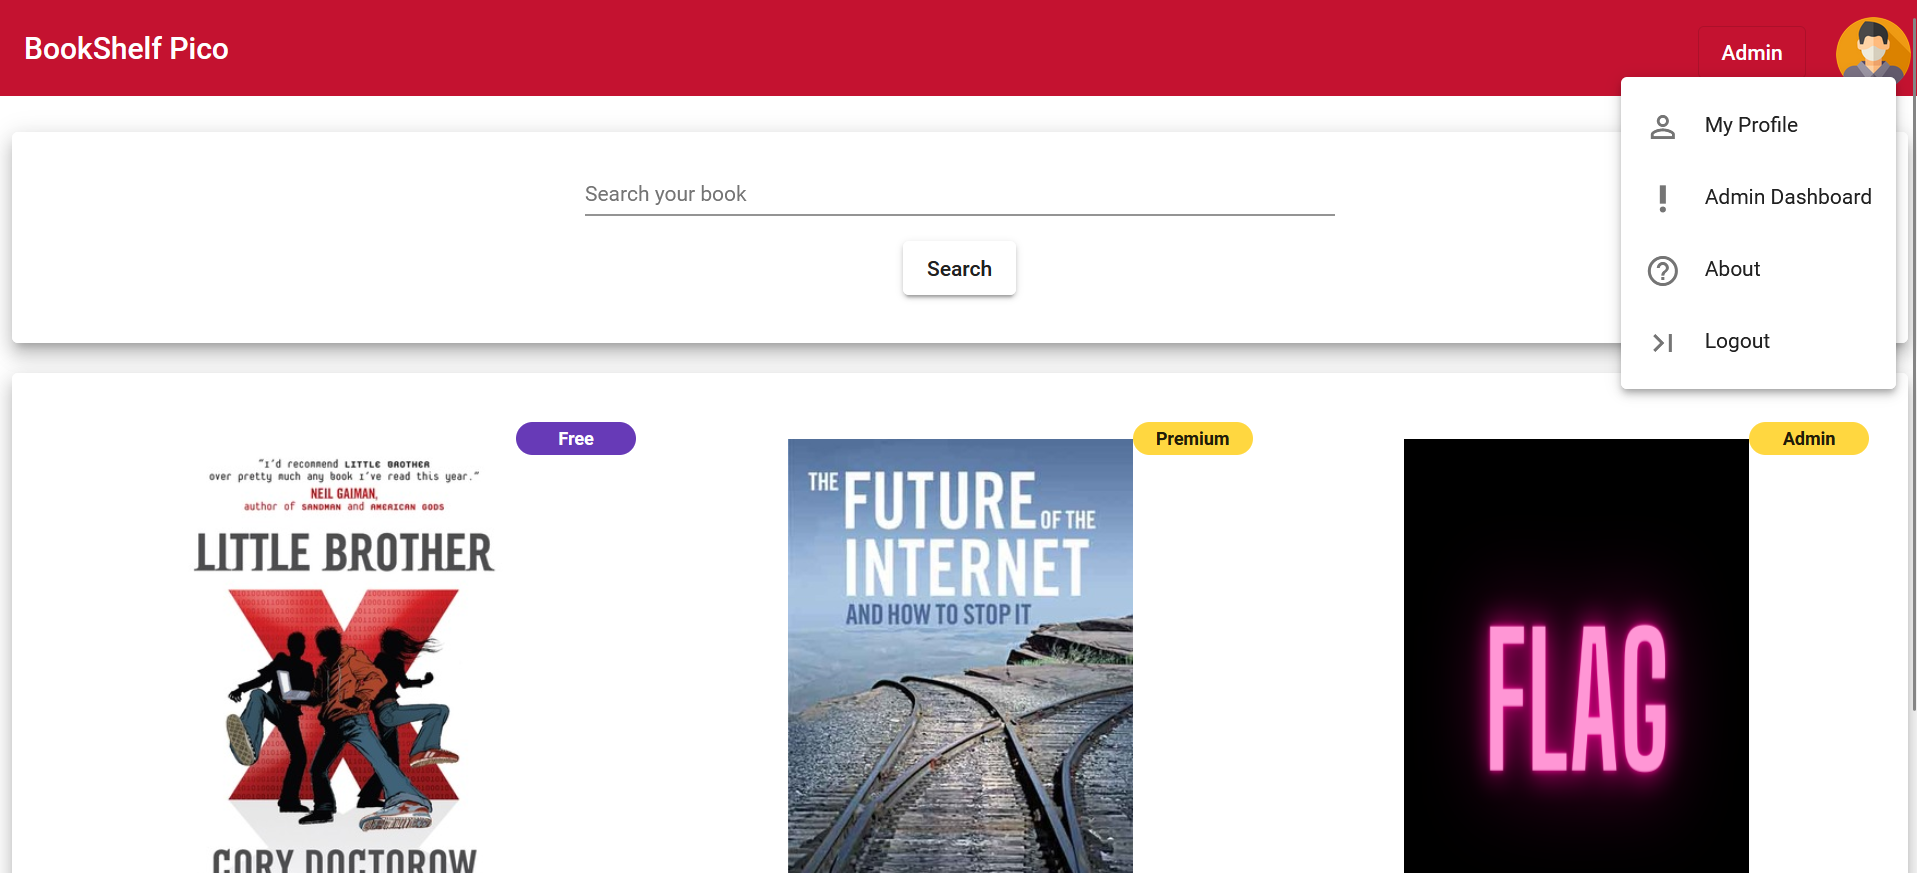 BookShelf Pico
Admin
My Profile
Admin Dashboard
About
Logout
Search your book
Search
Free
"I'd recommend LITTLE BROTHER
over pretty much any book I've read this year."
NEIL GAIMAN,
author of SANDMAN and AMERICAN GODS
LITTLE BROTHER
CORY DOCTOROW
Premium
THE FUTURE OF THE
INTERNET
AND HOW TO STOP IT
Admin
FLAG